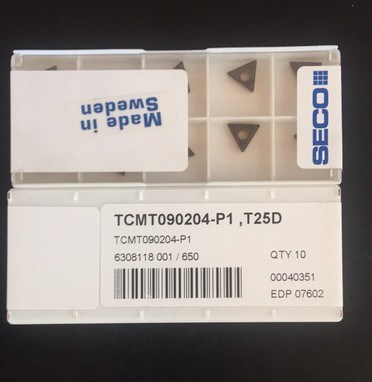 Made in
Sweden
SECO
TCMT090204-P1 ,T25D
TCMT090204-P1
6308118 001 / 650
QTY 10
00040351
EDP 07602